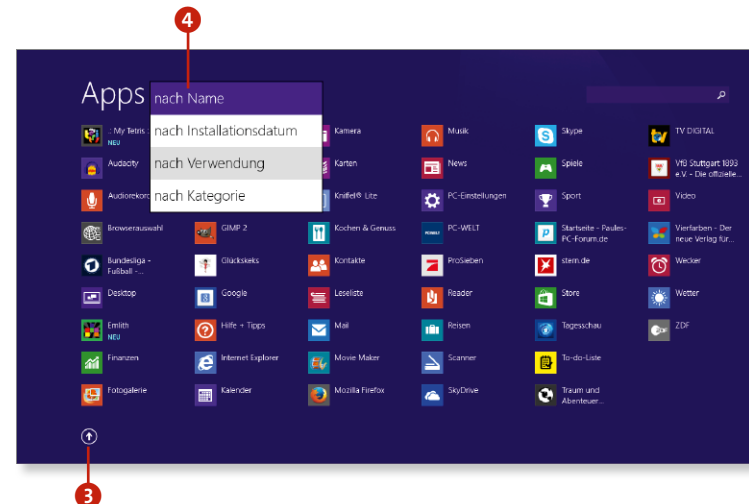 4
Apps
nach Name
nach Installationsdatum
nach Verwendung
nach Kategorie
.: My Tetris :
NEU
Audacity
Audiorekord
Browserauswahl
Bundesliga -
Fußball -...
Desktop
Emlith
NEU
Finanzen
Fotogalerie
GIMP 2
Glückskeks
Google
Hilfe + Tipps
Internet Explorer
Kalender
Kamera
Karten
Kniffel® Lite
Kochen & Genuss
Kontakte
Leseliste
Mail
Movie Maker
Mozilla Firefox
Musik
News
PC-Einstellungen
PC-WELT
ProSieben
Reader
Reisen
Scanner
SkyDrive
Skype
Spiele
Sport
Startseite - Paules-
PC-Forum.de
stern.de
Store
Tagesschau
To-do-Liste
Traum und
Abenteuer...
TV DIGITAL
VfB Stuttgart 1893
e.V. - Die offizielle...
Video
Vierfarben - Der
neue Verlag für...
Wecker
Wetter
ZDF
3